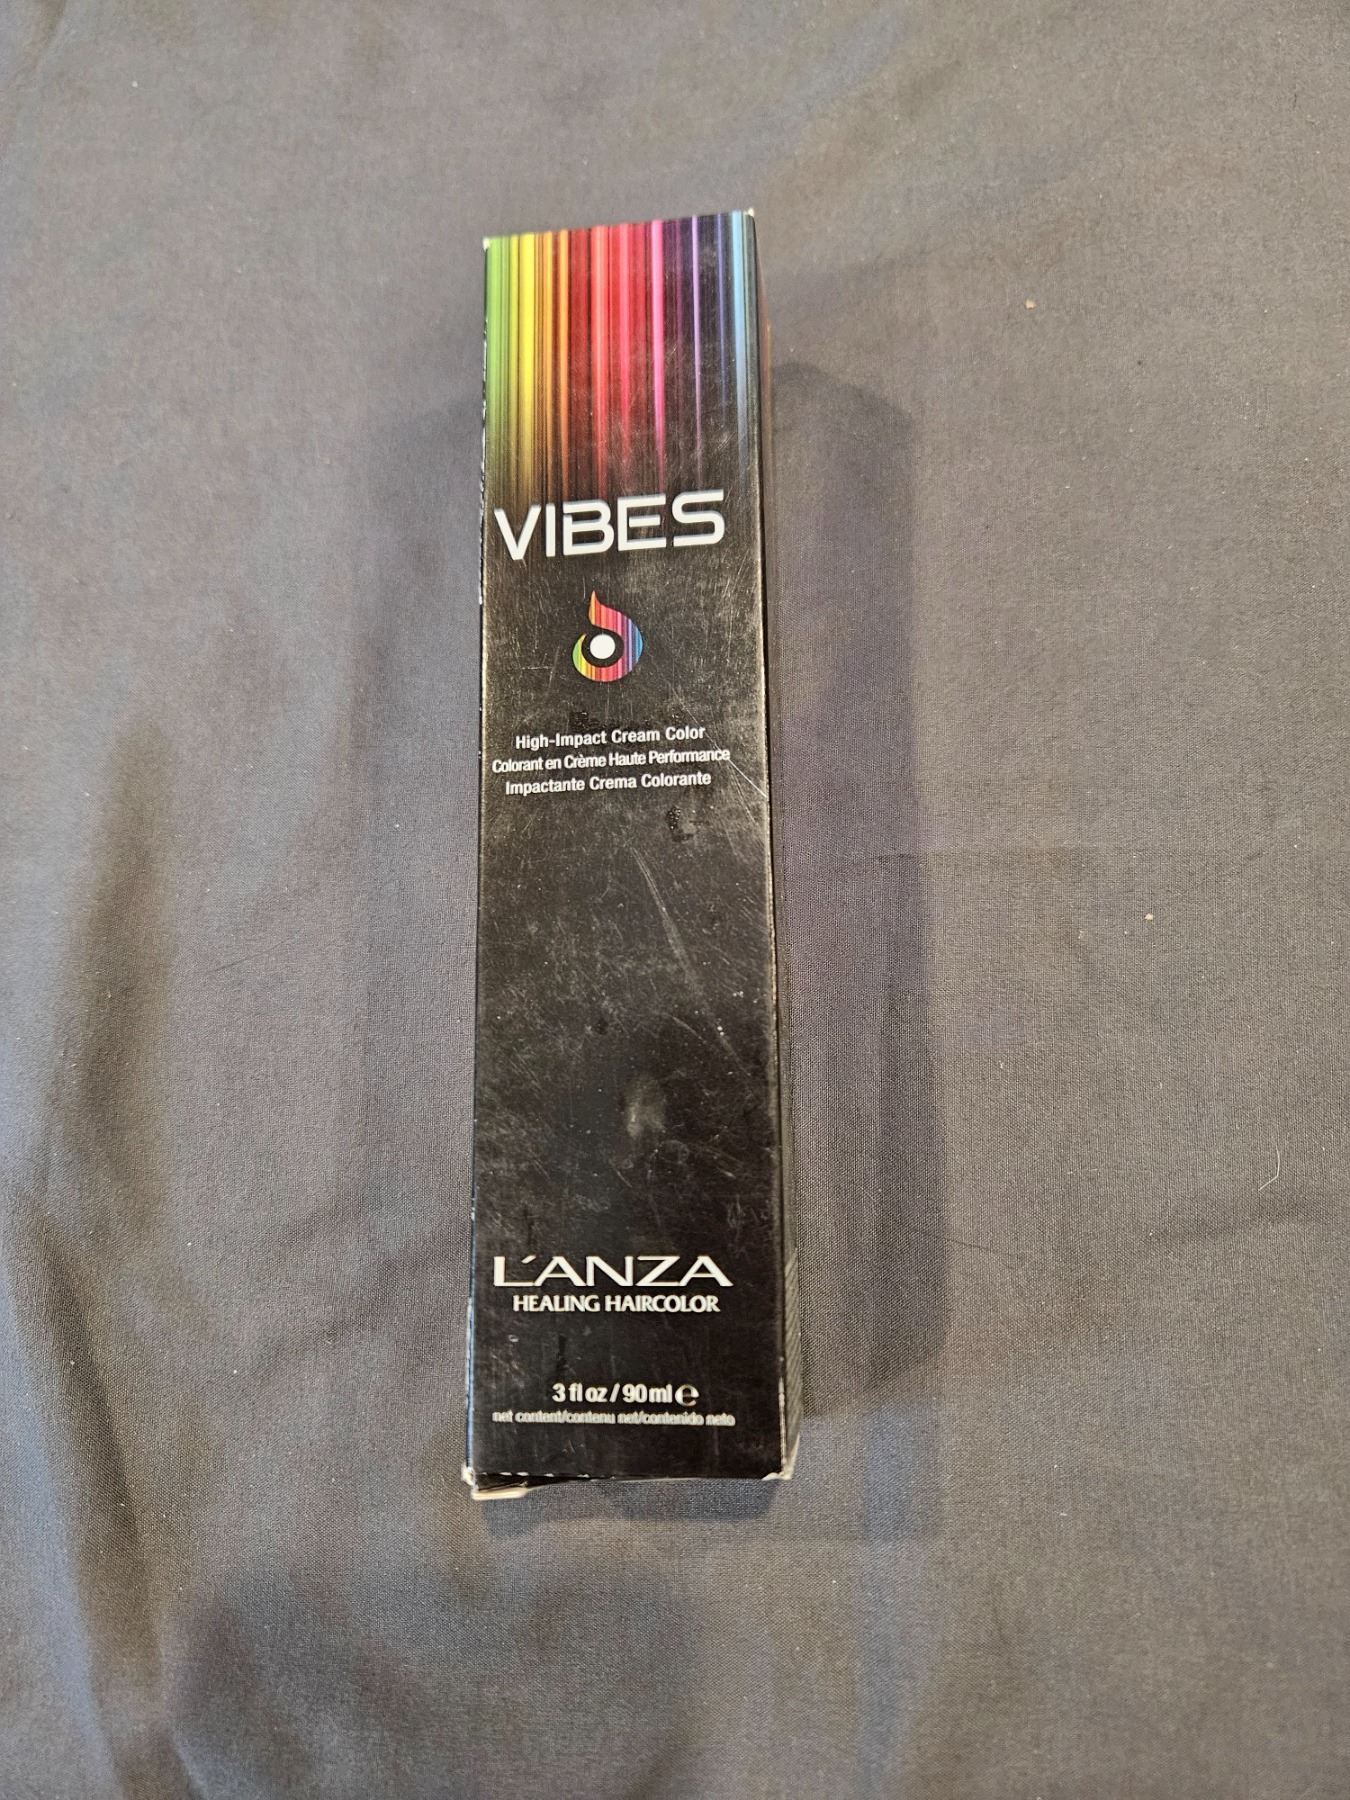 VIBES
High-Impact Cream Color
Colorant en Crème Haute Performance
Impactante Crema Colorante
L'ANZA
HEALING HAIRCOLOR
3 fl oz / 90 ml ℮
net content/contenu net/contenido neto